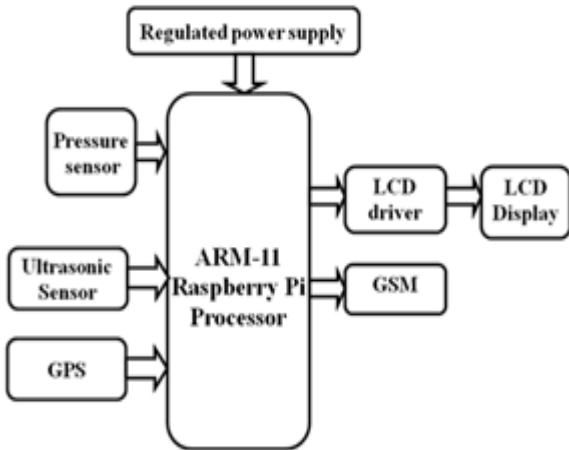 Regulated power supply
Pressure
sensor
Ultrasonic
Sensor
GPS
ARM-11
Raspberry Pi
Processor
LCD
driver
LCD
Display
GSM